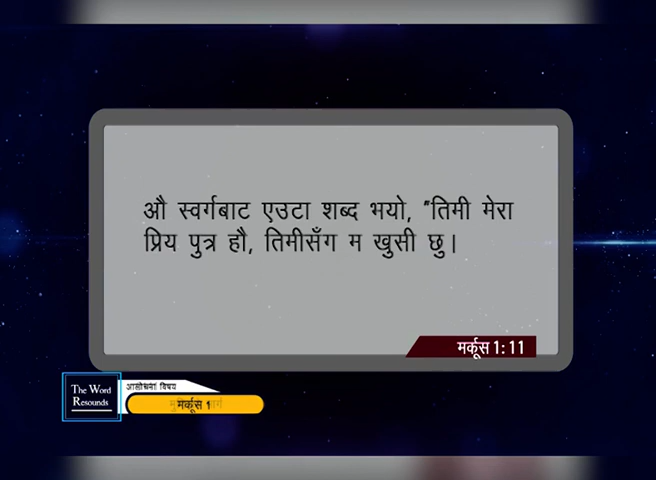 औ स्वर्गबाट एउटा शब्द भयो, "तिमी मेरा
प्रिय पुत्र हौ, तिमीसँग म खुसी छु।
मर्कूस 1:11
The Word
Resounds
आलोचना विषय
मर्कूस 1